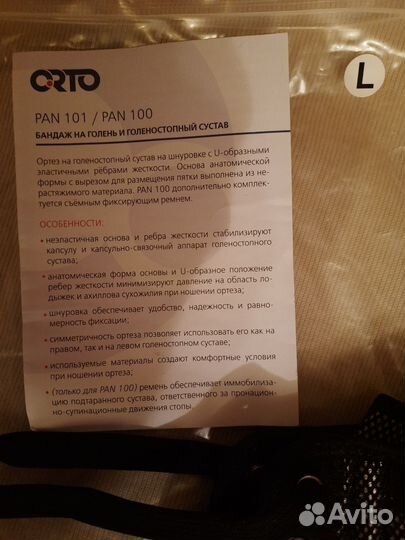 ORTO
L
PAN 101 / PAN 100
БАНДАЖ НА ГОЛЕНЬ И ГОЛЕНОСТОПНЫЙ СУСТАВ
Ортез на голеностопный сустав на шнуровке с U-образными
эластичными рёбрами жесткости. Основа анатомической
формы с вырезом для размещения пятки выполнена из не-
растяжимого материала. PAN 100 дополнительно комплек-
туется съёмным фиксирующим ремнем.
ОСОБЕННОСТИ:
• неэластичная основа и ребра жесткости стабилизируют
капсулу и капсульно-связочный аппарат голеностопного
сустава;
• анатомическая форма основы и U-образное положение
ребер жесткости минимизируют давление на область ло-
дыжек и ахиллова сухожилия при ношении ортеза;
• шнуровка обеспечивает удобство, надежность и равно-
мерность фиксации;
• симметричность ортеза позволяет использовать его как на
правом, так и на левом голеностопном суставе;
• используемые материалы создают комфортные условия
при ношении ортеза;
• (только для PAN 100) ремень обеспечивает иммобилиза-
цию подтаранного сустава, ответственного за пронацион-
но-супинационные движения стопы.
Avito